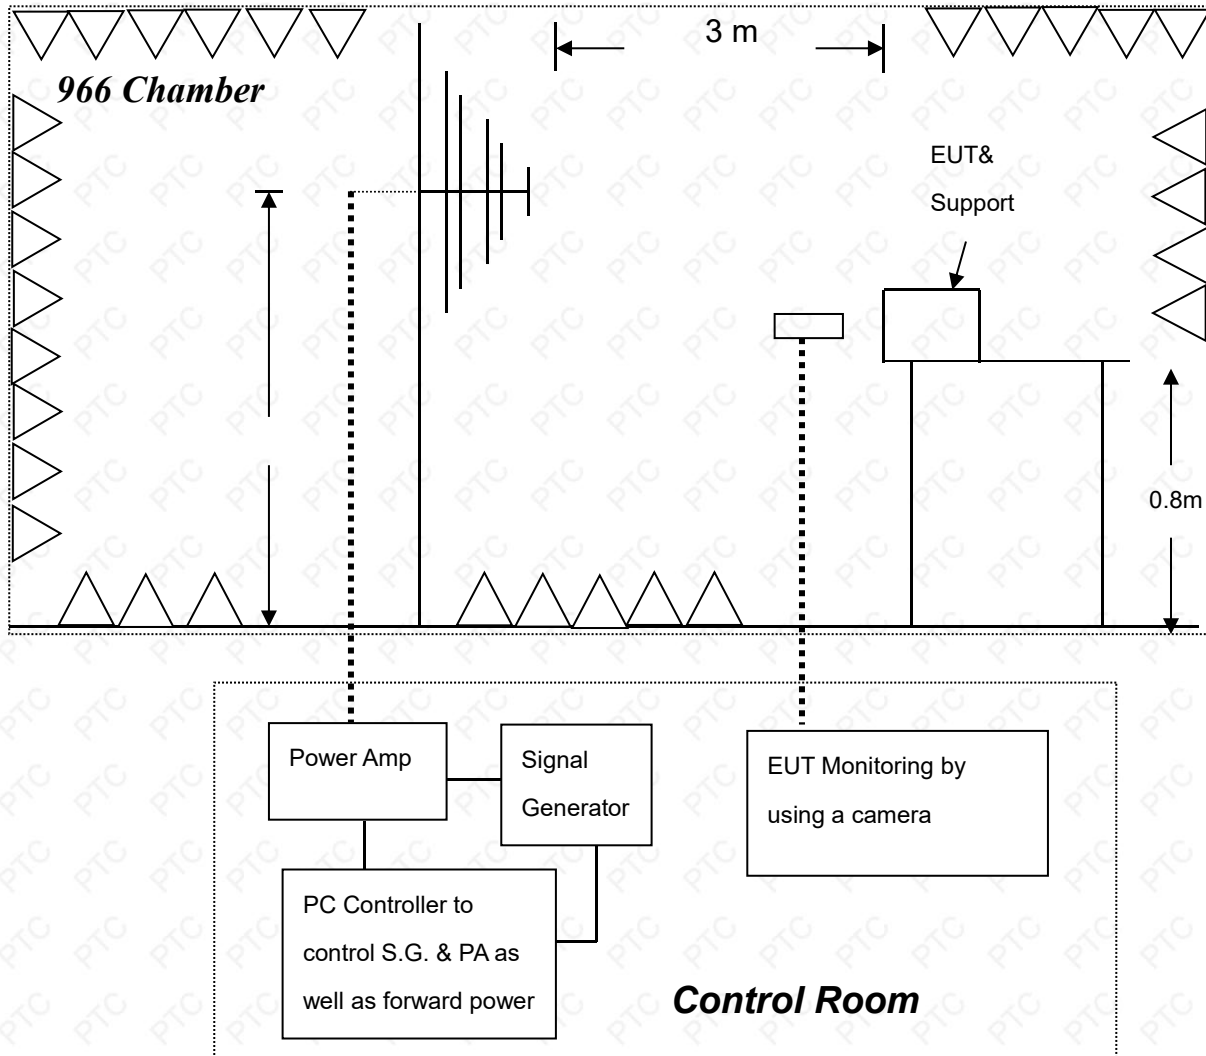 3 m
966 Chamber
EUT&
Support
0.8m
Power Amp
Signal
Generator
EUT Monitoring by
using a camera
PC Controller to
control S.G. & PA as
well as forward power
Control Room
PTC